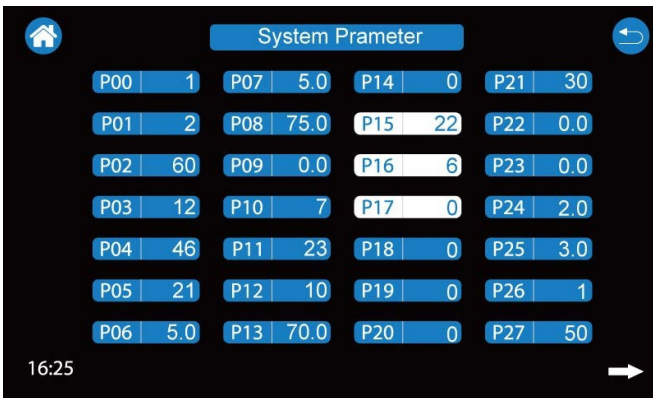 System Prameter
P00 1 P07 5.0 P14 0 P21 30
P01 2 P08 75.0 P15 22 P22 0.0
P02 60 P09 0.0 P16 6 P23 0.0
P03 12 P10 7 P17 0 P24 2.0
P04 46 P11 23 P18 0 P25 3.0
P05 21 P12 10 P19 0 P26 1
P06 5.0 P13 70.0 P20 0 P27 50
16:25